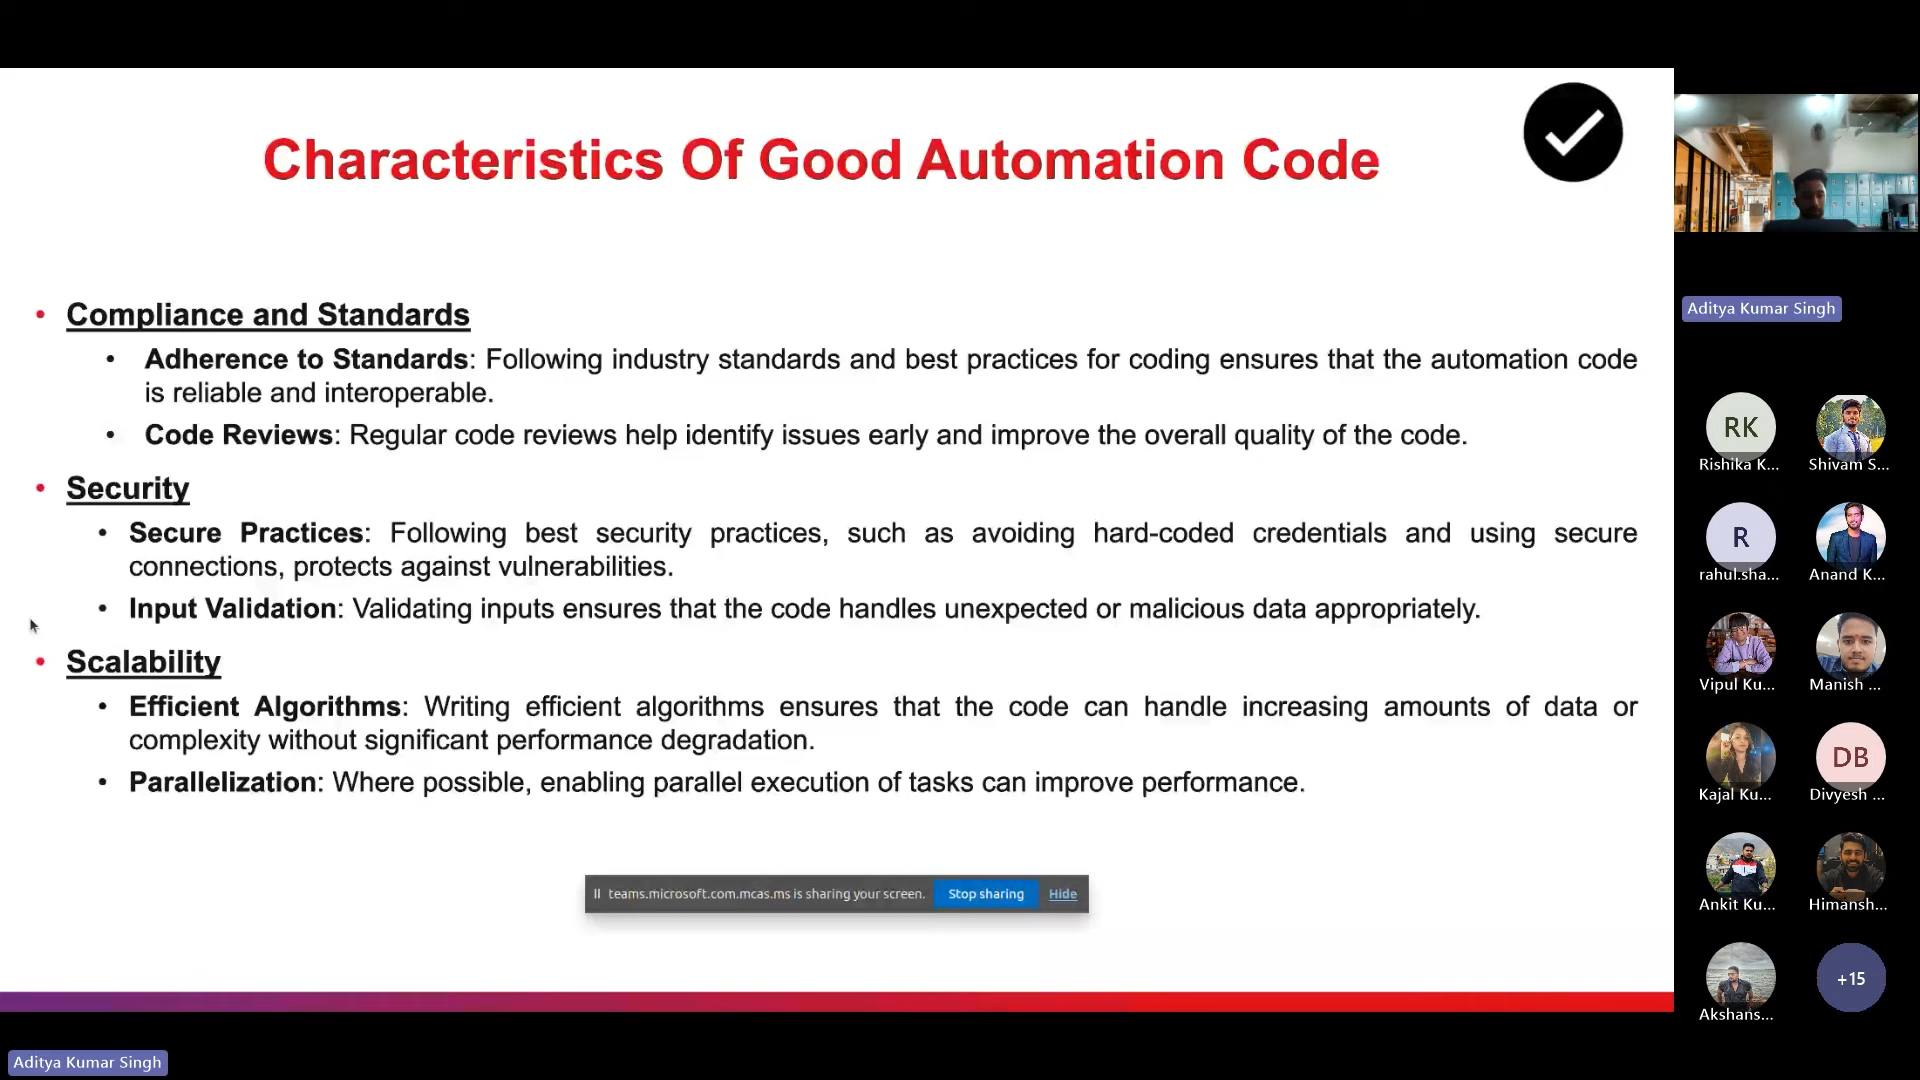 Characteristics Of Good Automation Code
• Compliance and Standards
• Adherence to Standards: Following industry standards and best practices for coding ensures that the automation code
is reliable and interoperable.
• Code Reviews: Regular code reviews help identify issues early and improve the overall quality of the code.
• Security
• Secure Practices: Following best security practices, such as avoiding hard-coded credentials and using secure
connections, protects against vulnerabilities.
• Input Validation: Validating inputs ensures that the code handles unexpected or malicious data appropriately.
• Scalability
• Efficient Algorithms: Writing efficient algorithms ensures that the code can handle increasing amounts of data or
complexity without significant performance degradation.
• Parallelization: Where possible, enabling parallel execution of tasks can improve performance.
teams.microsoft.com.mcas.ms is sharing your screen. Stop sharing Hide
Aditya Kumar Singh
RK
Rishika K...
Shivam S...
R
rahul.sha...
Anand K...
Vipul Ku...
Manish ...
Kajal Ku...
DB
Divyesh ...
Ankit Ku...
Himansh...
Akshans...
+15
Aditya Kumar Singh